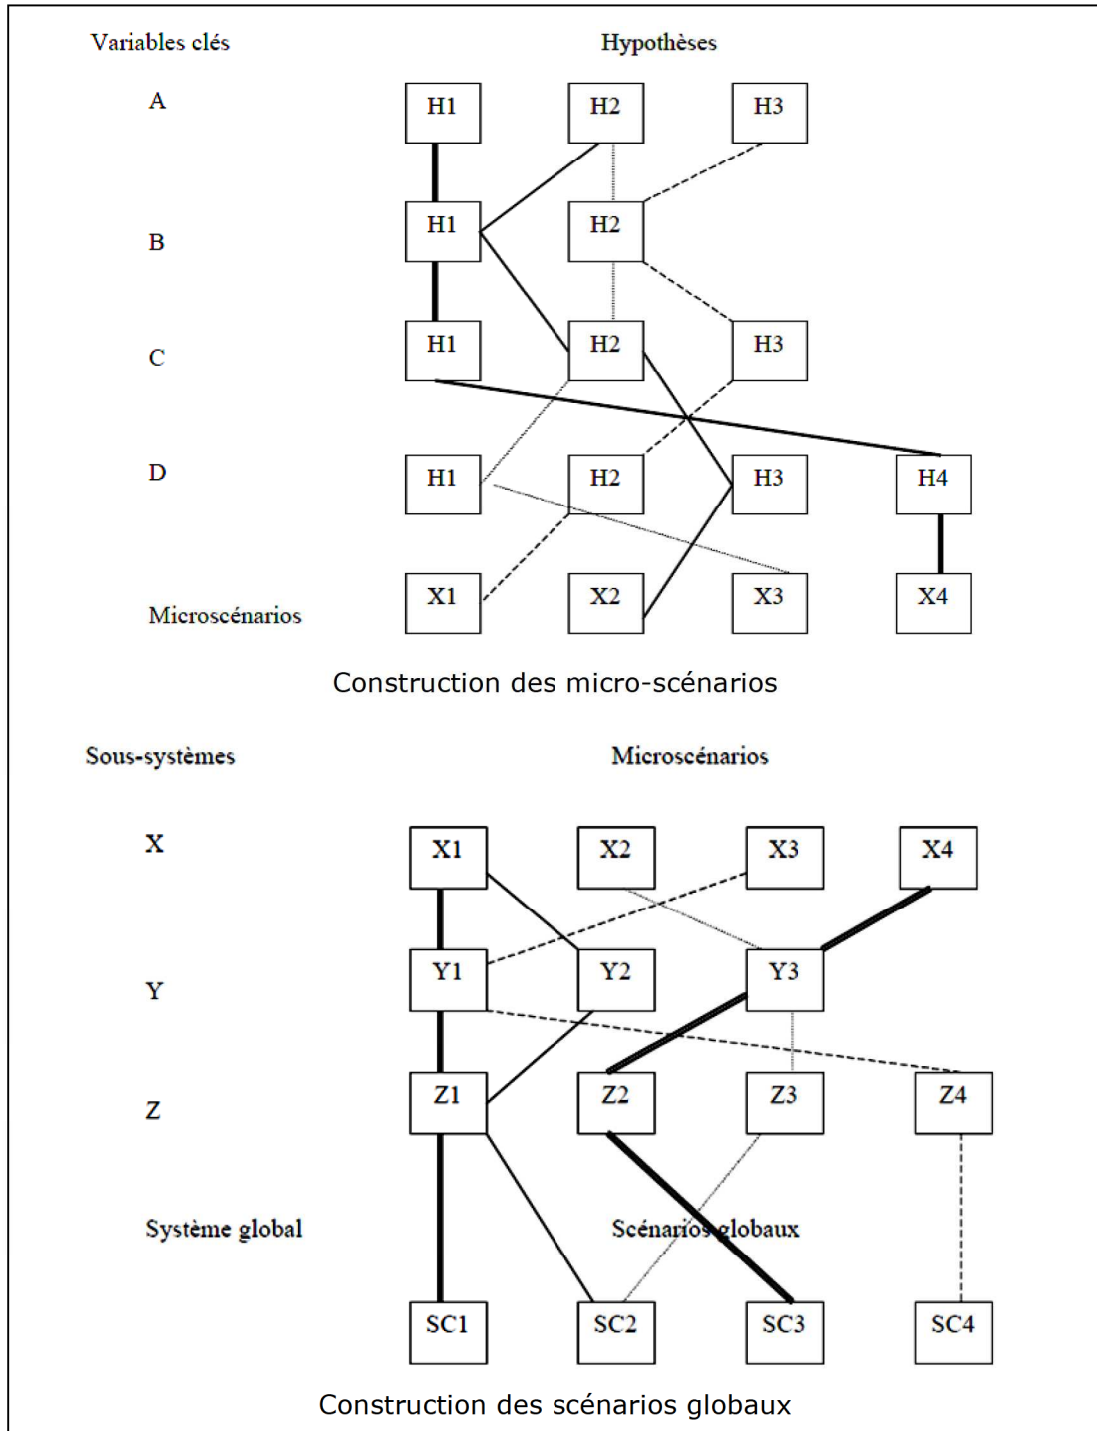 Variables clés Hypothèses
A H1 H2 H3
B H1 H2
C H1 H2 H3
D H1 H2 H3 H4
Microscénarios X1 X2 X3 X4
Construction des micro-scénarios
Sous-systèmes Microscénarios
X X1 X2 X3 X4
Y Y1 Y2 Y3
Z Z1 Z2 Z3 Z4
Système global Scénarios globaux
SC1 SC2 SC3 SC4
Construction des scénarios globaux